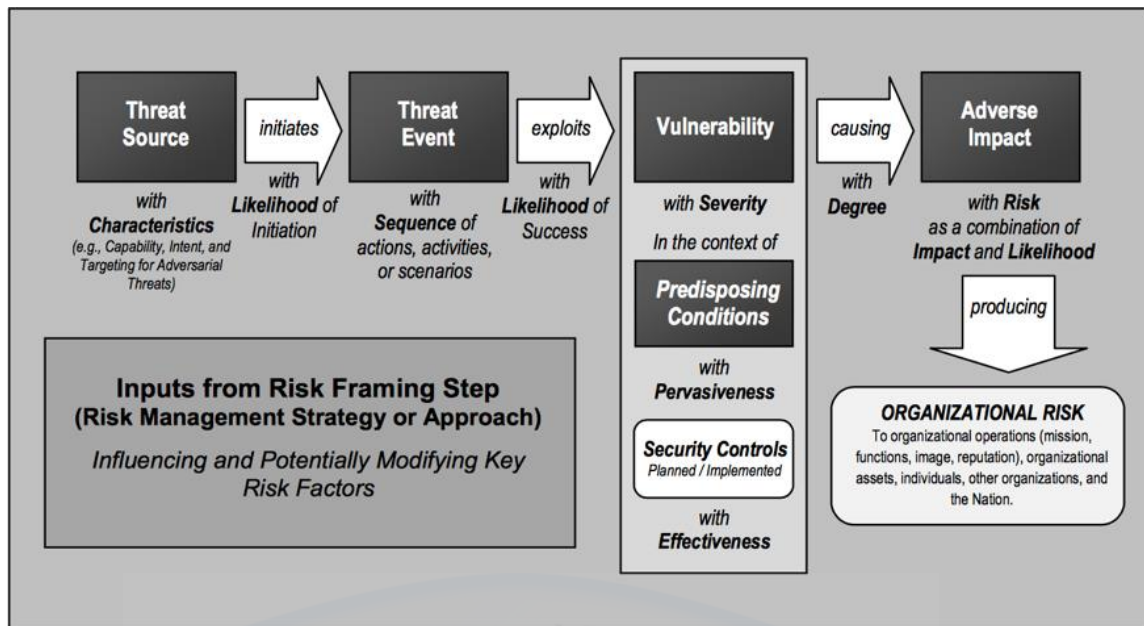 Threat
Source
with
Characteristics
(e.g., Capability, Intent, and
Targeting for Adversarial
Threats)
initiates
with
Likelihood of
Initiation
Threat
Event
with
Sequence of
actions, activities,
or scenarios
exploits
with
Likelihood of
Success
Vulnerability
with Severity
In the context of
Predisposing
Conditions
with
Pervasiveness
Security Controls
Planned / Implemented
with
Effectiveness
causing
with
Degree
Adverse
Impact
with Risk
as a combination of
Impact and Likelihood
producing
ORGANIZATIONAL RISK
To organizational operations (mission,
functions, image, reputation), organizational
assets, individuals, other organizations, and
the Nation.
Inputs from Risk Framing Step
(Risk Management Strategy or Approach)
Influencing and Potentially Modifying Key
Risk Factors